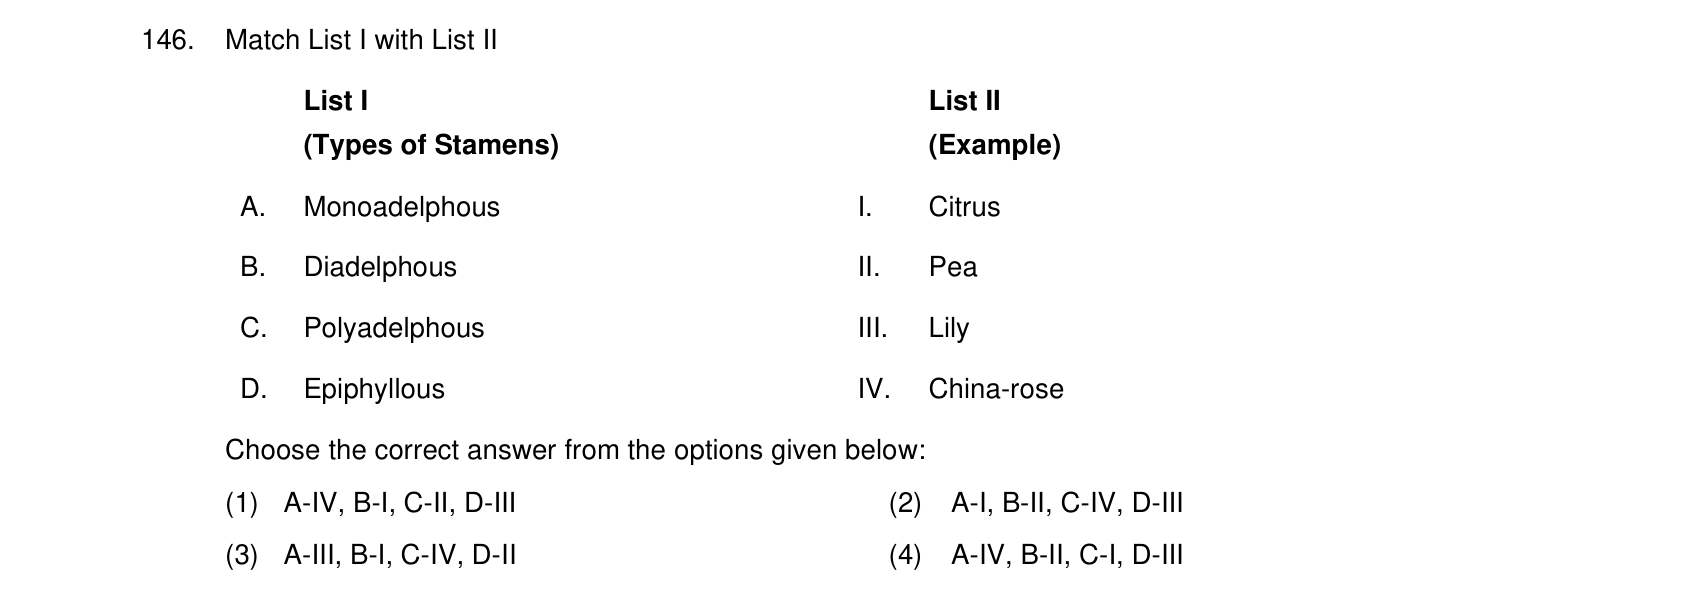 146. Match List I with List II
List I List II
(Types of Stamens) (Example)
A. Monoadelphous I. Citrus
B. Diadelphous II. Pea
C. Polyadelphous III. Lily
D. Epiphyllous IV. China-rose
Choose the correct answer from the options given below:
(1) A-IV, B-I, C-II, D-III (2) A-I, B-II, C-IV, D-III
(3) A-III, B-I, C-IV, D-II (4) A-IV, B-II, C-I, D-III